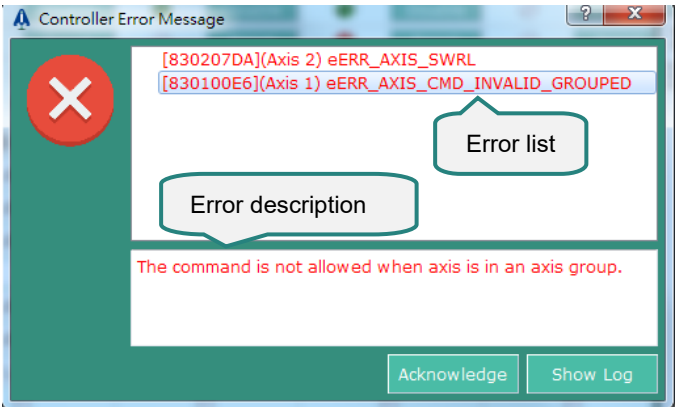 Controller Error Message
[830207DA](Axis 2) eERR_AXIS_SWRL
[830100E6](Axis 1) eERR_AXIS_CMD_INVALID_GROUPED
Error list
Error description
The command is not allowed when axis is in an axis group.
Acknowledge Show Log